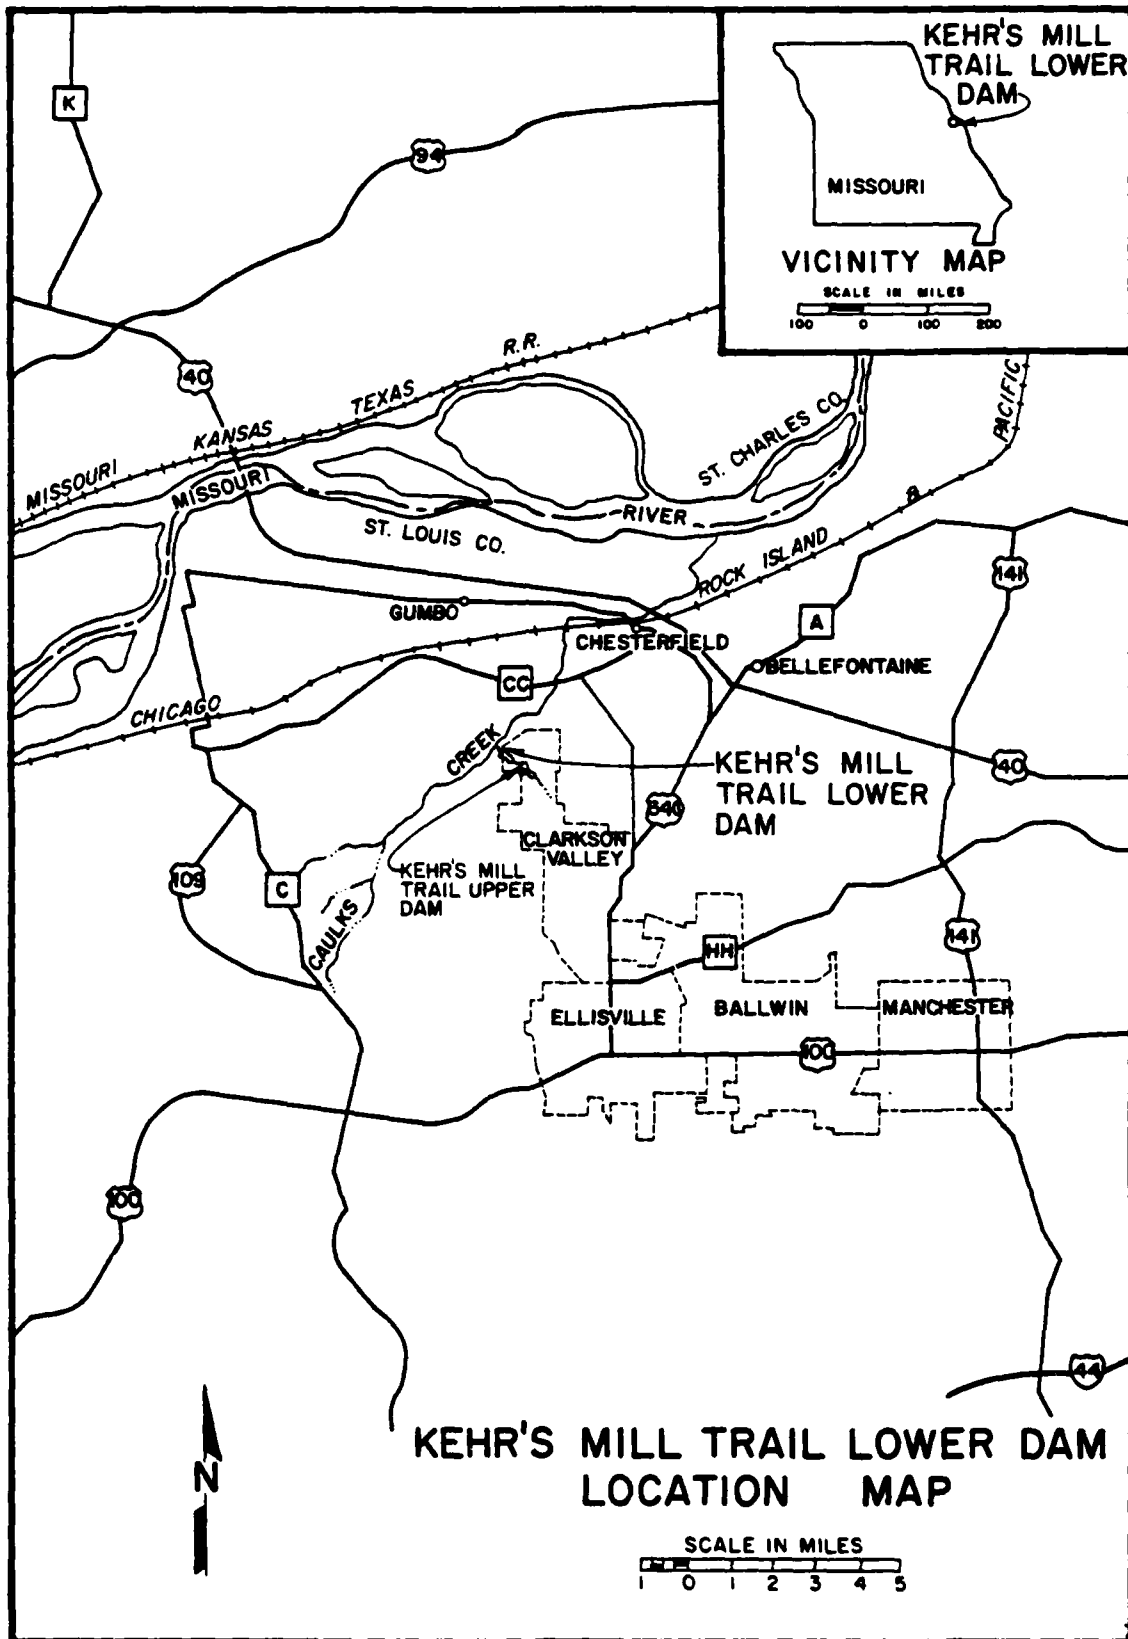 KEHR'S MILL
TRAIL LOWER
DAM
MISSOURI
VICINITY MAP
SCALE IN MILES
100 0 100 200
K
94
40
MISSOURI KANSAS TEXAS R.R.
MISSOURI
RIVER
ST. CHARLES CO.
ST. LOUIS CO.
PACIFIC
CHICAGO
ROCK ISLAND
141
GUMBO
CHESTERFIELD
A
BELLEFONTAINE
CC
CREEK
KEHR'S MILL
TRAIL LOWER
DAM
40
340
CLARKSON
VALLEY
KEHR'S MILL
TRAIL UPPER
DAM
109
C
CAULKS
141
HH
ELLISVILLE
BALLWIN
MANCHESTER
100
100
44
N
KEHR'S MILL TRAIL LOWER DAM
LOCATION MAP
SCALE IN MILES
1 0 1 2 3 4 5